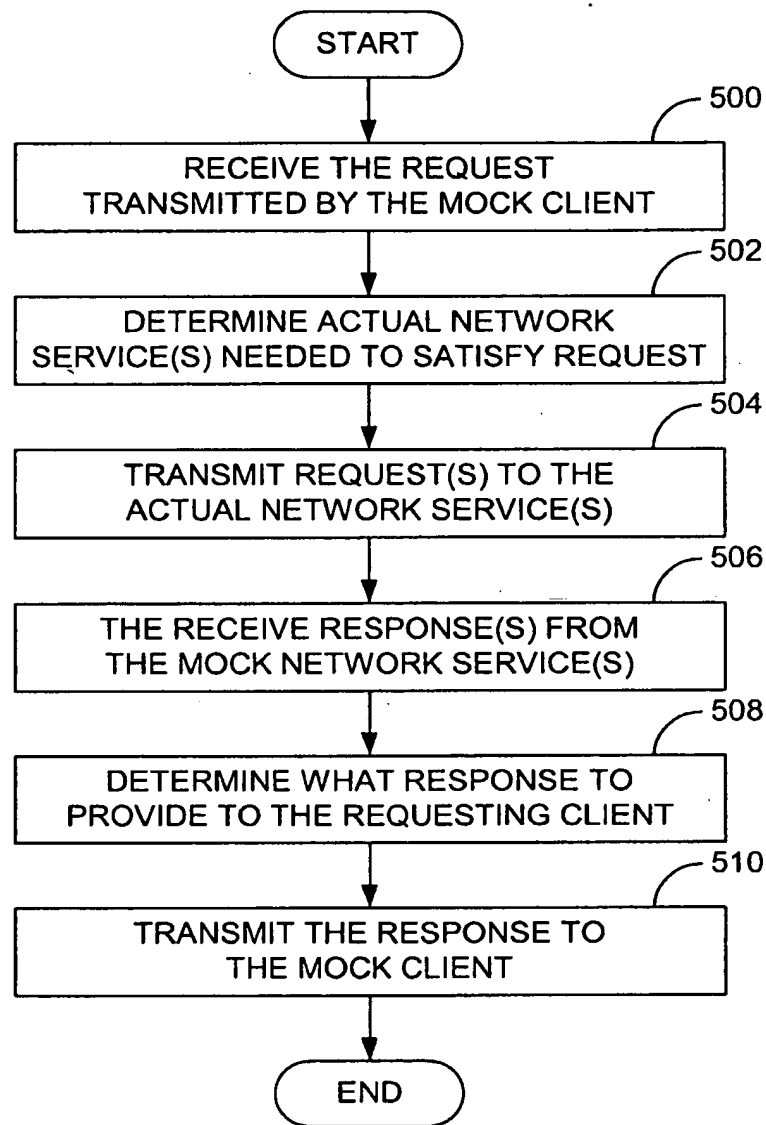 START
500
RECEIVE THE REQUEST
TRANSMITTED BY THE MOCK CLIENT
502
DETERMINE ACTUAL NETWORK
SERVICE(S) NEEDED TO SATISFY REQUEST
504
TRANSMIT REQUEST(S) TO THE
ACTUAL NETWORK SERVICE(S)
506
THE RECEIVE RESPONSE(S) FROM
THE MOCK NETWORK SERVICE(S)
508
DETERMINE WHAT RESPONSE TO
PROVIDE TO THE REQUESTING CLIENT
510
TRANSMIT THE RESPONSE TO
THE MOCK CLIENT
END